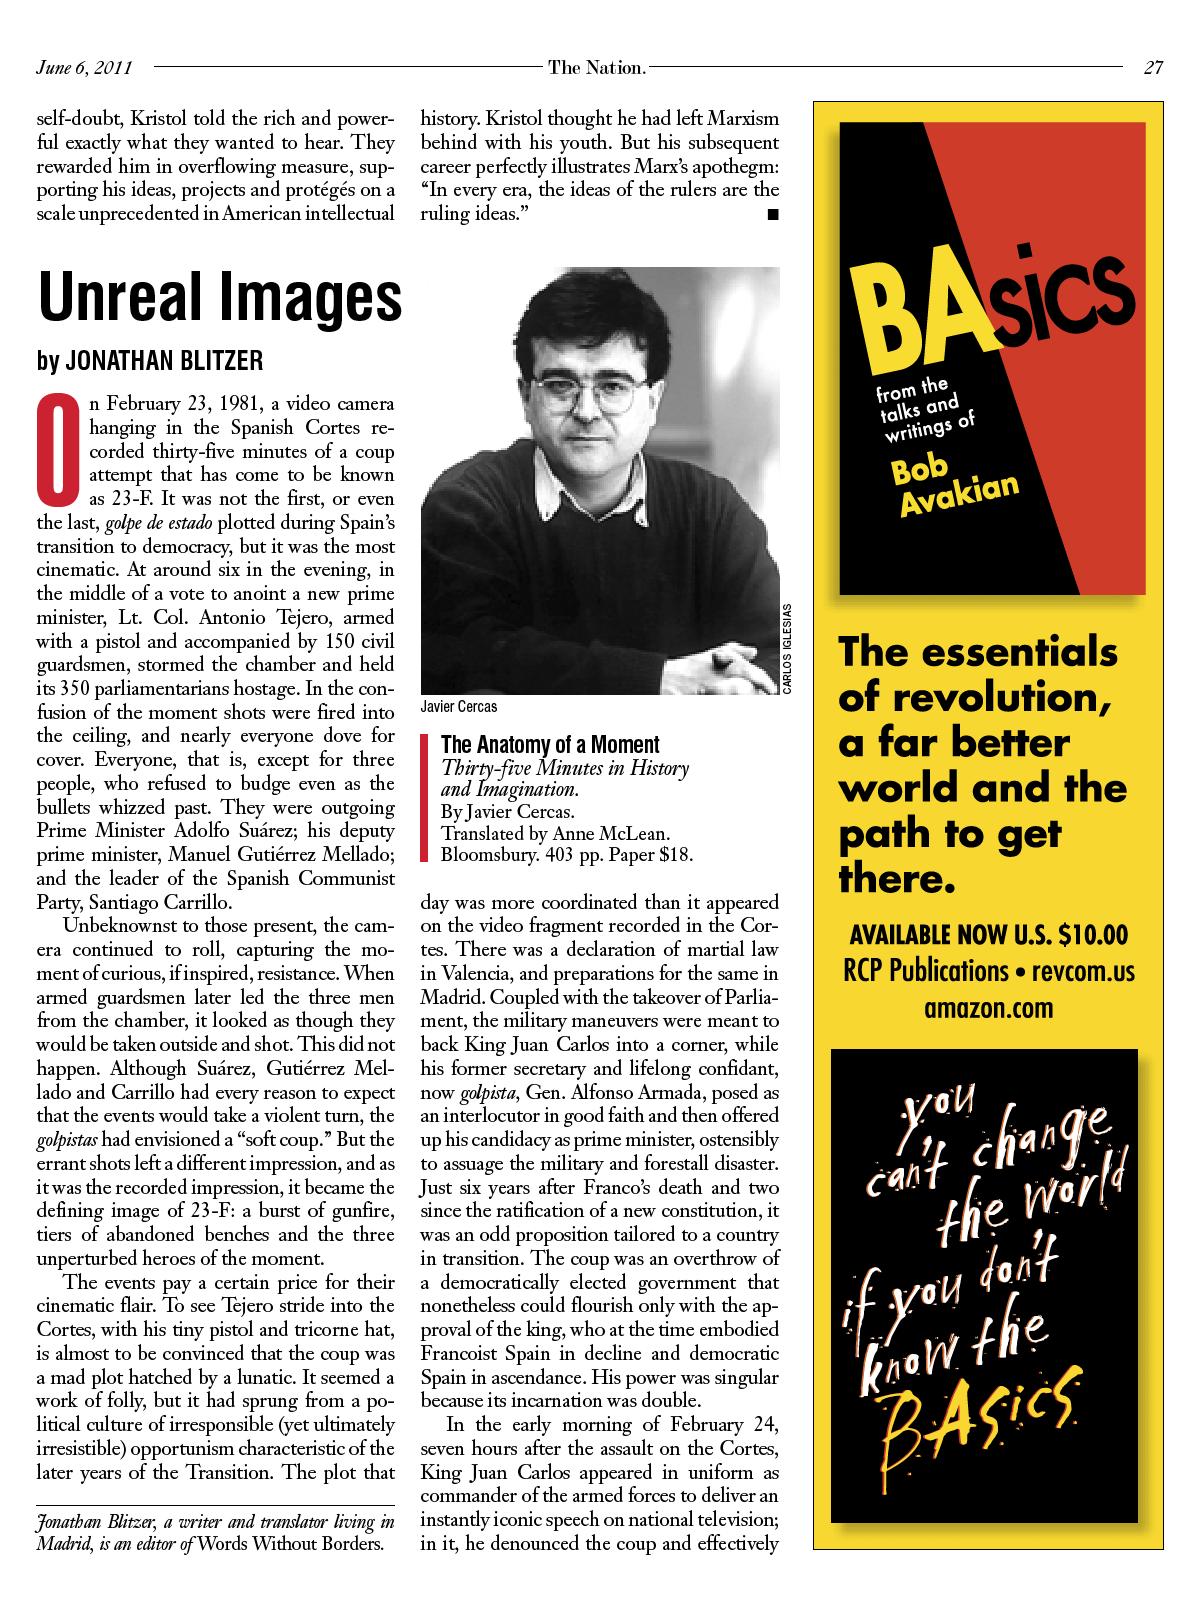 June 6, 2011
The Nation.
27
self-doubt, Kristol told the rich and power-
ful exactly what they wanted to hear. They
rewarded him in overflowing measure, sup-
porting his ideas, projects and protégés on a
scale unprecedented in American intellectual
history. Kristol thought he had left Marxism
behind with his youth. But his subsequent
career perfectly illustrates Marx’s apothegm:
“In every era, the ideas of the rulers are the
ruling ideas.” ■
Unreal Images
by JONATHAN BLITZER
On February 23, 1981, a video camera
hanging in the Spanish Cortes re-
corded thirty-five minutes of a coup
attempt that has come to be known
as 23-F. It was not the first, or even
the last, golpe de estado plotted during Spain’s
transition to democracy, but it was the most
cinematic. At around six in the evening, in
the middle of a vote to anoint a new prime
minister, Lt. Col. Antonio Tejero, armed
with a pistol and accompanied by 150 civil
guardsmen, stormed the chamber and held
its 350 parliamentarians hostage. In the con-
fusion of the moment shots were fired into
the ceiling, and nearly everyone dove for
cover. Everyone, that is, except for three
people, who refused to budge even as the
bullets whizzed past. They were outgoing
Prime Minister Adolfo Suárez; his deputy
prime minister, Manuel Gutiérrez Mellado;
and the leader of the Spanish Communist
Party, Santiago Carrillo.
Unbeknownst to those present, the cam-
era continued to roll, capturing the mo-
ment of curious, if inspired, resistance. When
armed guardsmen later led the three men
from the chamber, it looked as though they
would be taken outside and shot. This did not
happen. Although Suárez, Gutiérrez Mel-
lado and Carrillo had every reason to expect
that the events would take a violent turn, the
golpistas had envisioned a “soft coup.” But the
errant shots left a different impression, and as
it was the recorded impression, it became the
defining image of 23-F: a burst of gunfire,
tiers of abandoned benches and the three
unperturbed heroes of the moment.
The events pay a certain price for their
cinematic flair. To see Tejero stride into the
Cortes, with his tiny pistol and tricorne hat,
is almost to be convinced that the coup was
a mad plot hatched by a lunatic. It seemed a
work of folly, but it had sprung from a po-
litical culture of irresponsible (yet ultimately
irresistible) opportunism characteristic of the
later years of the Transition. The plot that
Jonathan Blitzer, a writer and translator living in
Madrid, is an editor of Words Without Borders.
CARLOS IGLESIAS
Javier Cercas
The Anatomy of a Moment
Thirty-five Minutes in History
and Imagination.
By Javier Cercas.
Translated by Anne McLean.
Bloomsbury. 403 pp. Paper $18.
day was more coordinated than it appeared
on the video fragment recorded in the Cor-
tes. There was a declaration of martial law
in Valencia, and preparations for the same in
Madrid. Coupled with the takeover of Parlia-
ment, the military maneuvers were meant to
back King Juan Carlos into a corner, while
his former secretary and lifelong confidant,
now golpista, Gen. Alfonso Armada, posed as
an interlocutor in good faith and then offered
up his candidacy as prime minister, ostensibly
to assuage the military and forestall disaster.
Just six years after Franco’s death and two
since the ratification of a new constitution, it
was an odd proposition tailored to a country
in transition. The coup was an overthrow of
a democratically elected government that
nonetheless could flourish only with the ap-
proval of the king, who at the time embodied
Francoist Spain in decline and democratic
Spain in ascendance. His power was singular
because its incarnation was double.
In the early morning of February 24,
seven hours after the assault on the Cortes,
King Juan Carlos appeared in uniform as
commander of the armed forces to deliver an
instantly iconic speech on national television;
in it, he denounced the coup and effectively
BAsics
from the
talks and
writings of
Bob
Avakian
The essentials
of revolution,
a far better
world and the
path to get
there.
AVAILABLE NOW U.S. $10.00
RCP Publications • revcom.us
amazon.com
you
can't change
the world
if you don't
know the
BAsics